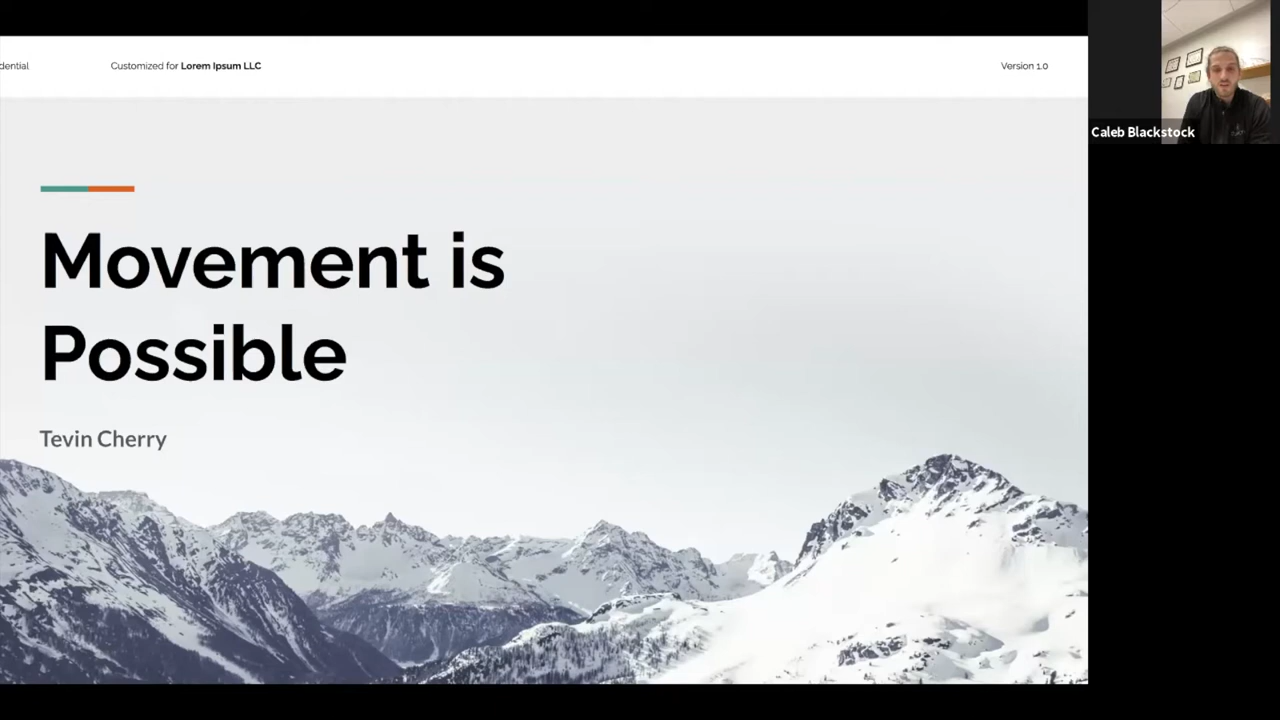 dential
Customized for Lorem Ipsum LLC
Version 1.0
Caleb Blackstock
Movement is
Possible
Tevin Cherry